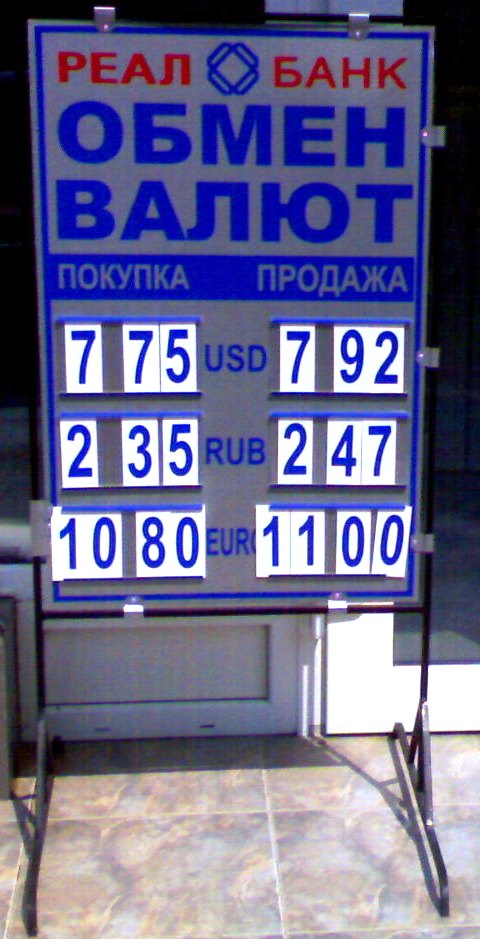 РЕАЛ БАНК
ОБМЕН
ВАЛЮТ
ПОКУПКА ПРОДАЖА
7 75 USD 7 92
2 35 RUB 2 47
10 80 EURO 11 00